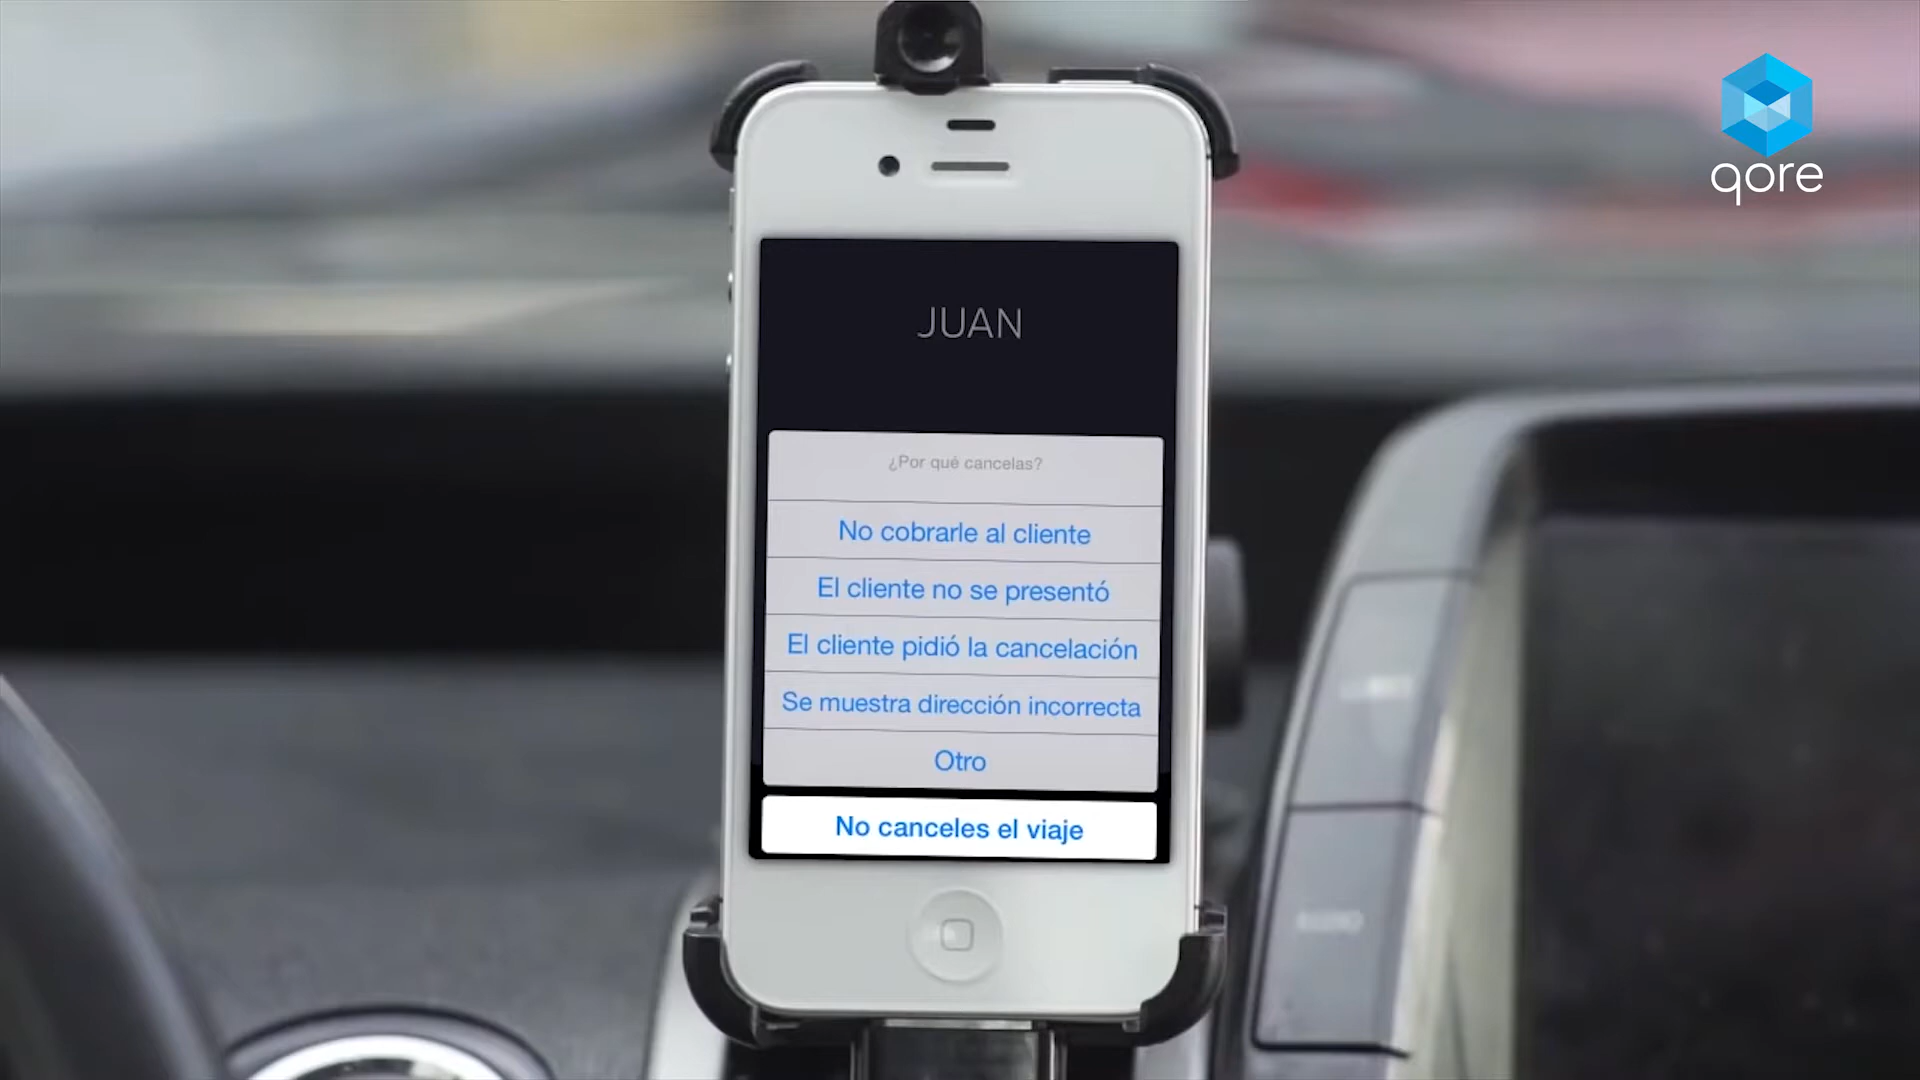 qore
JUAN
¿Por qué cancelas?
No cobrarle al cliente
El cliente no se presentó
El cliente pidió la cancelación
Se muestra dirección incorrecta
Otro
No canceles el viaje